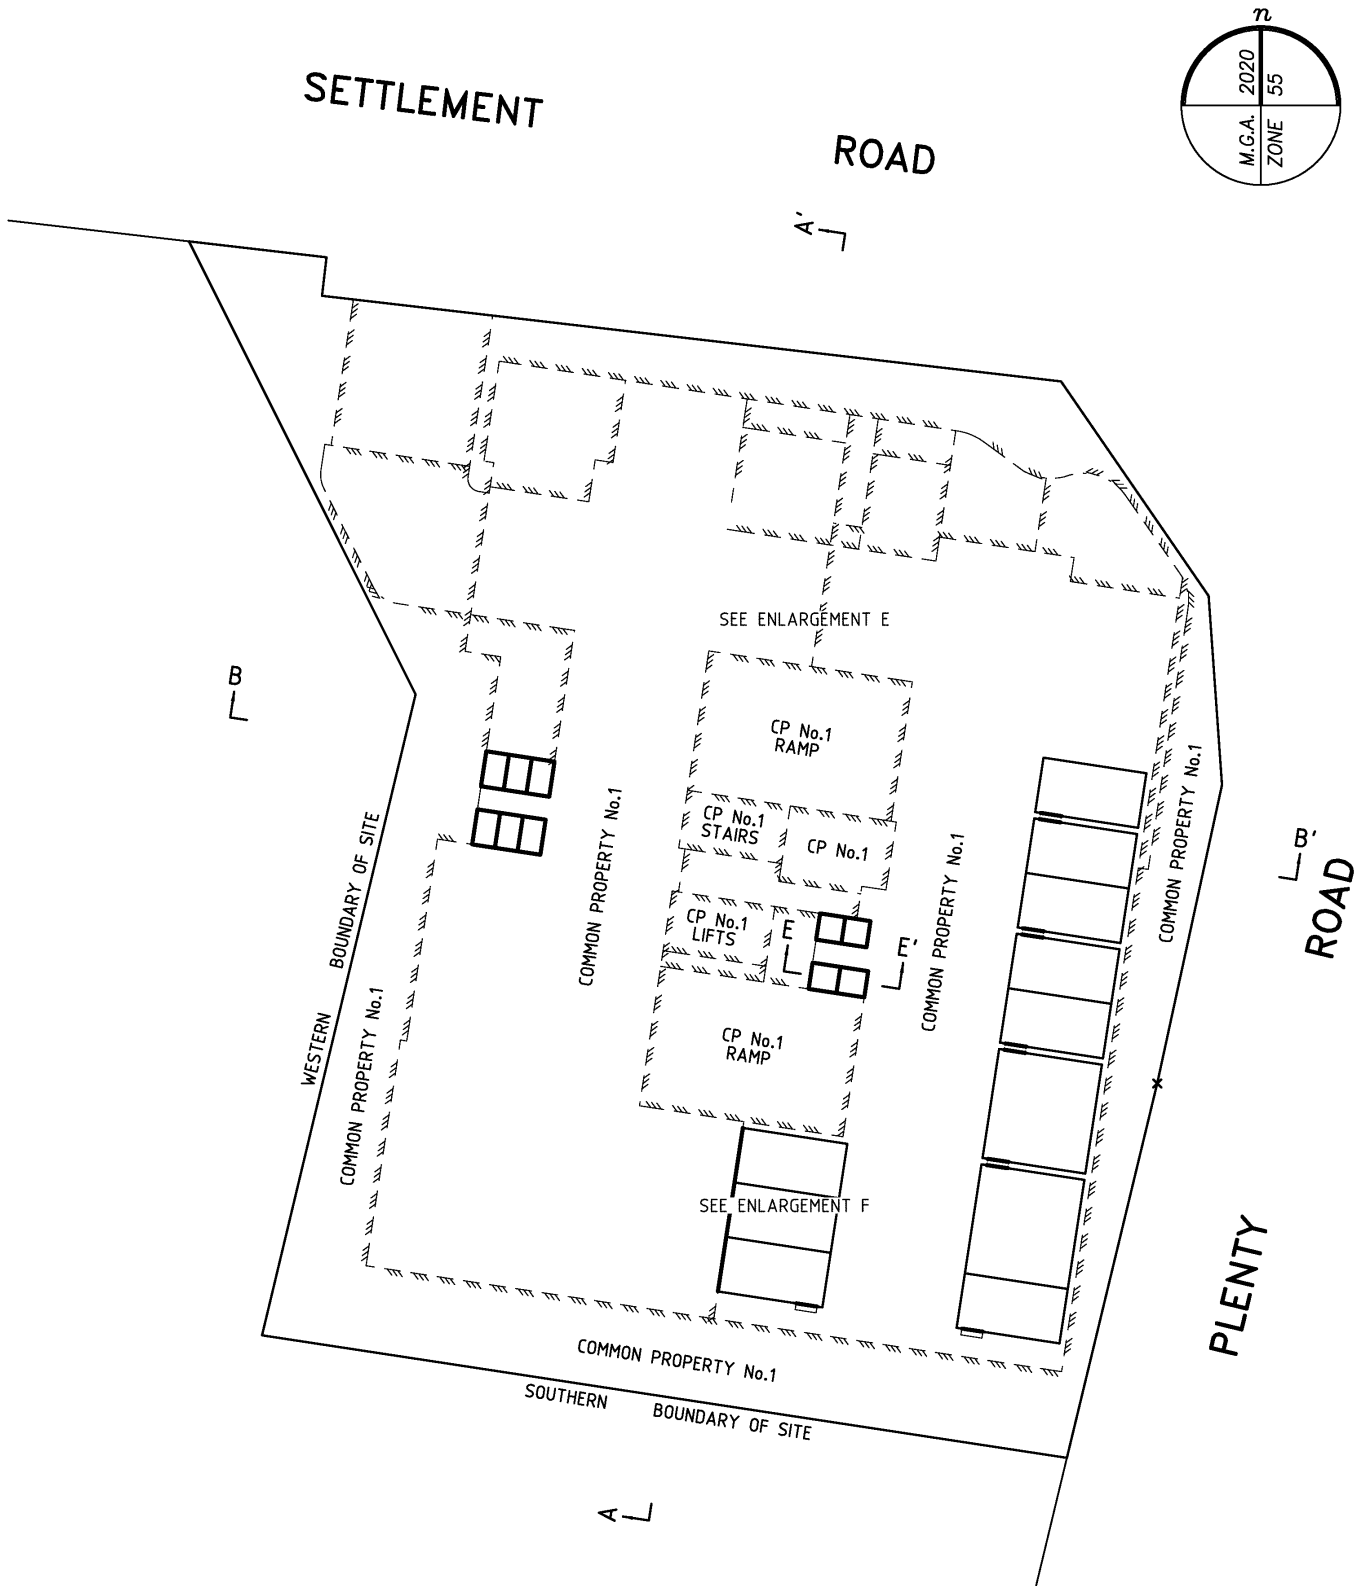 n
M.G.A. 2020
ZONE 55
SETTLEMENT ROAD
A'
SEE ENLARGEMENT E
B
CP No.1
RAMP
CP No.1
STAIRS
CP No.1
COMMON PROPERTY No.1
COMMON PROPERTY No.1
COMMON PROPERTY No.1
B'
WESTERN BOUNDARY OF SITE
CP No.1
LIFTS
E
E'
COMMON PROPERTY No.1
CP No.1
RAMP
SEE ENLARGEMENT F
PLENTY ROAD
COMMON PROPERTY No.1
SOUTHERN BOUNDARY OF SITE
A